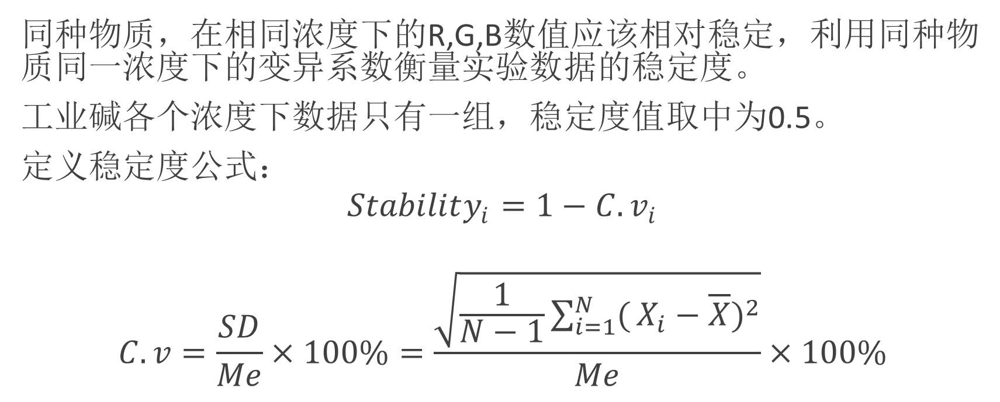 同种物质，在相同浓度下的R,G,B数值应该相对稳定，利用同种物
质同一浓度下的变异系数衡量实验数据的稳定度。
工业碱各个浓度下数据只有一组，稳定度值取中为0.5。
定义稳定度公式：
$Stability_i = 1 - C.v_i$
$C.v = \frac{SD}{Me} \times 100\% = \frac{\sqrt{\frac{1}{N-1}\sum_{i=1}^{N}(X_i - \overline{X})^2}}{Me} \times 100\%$